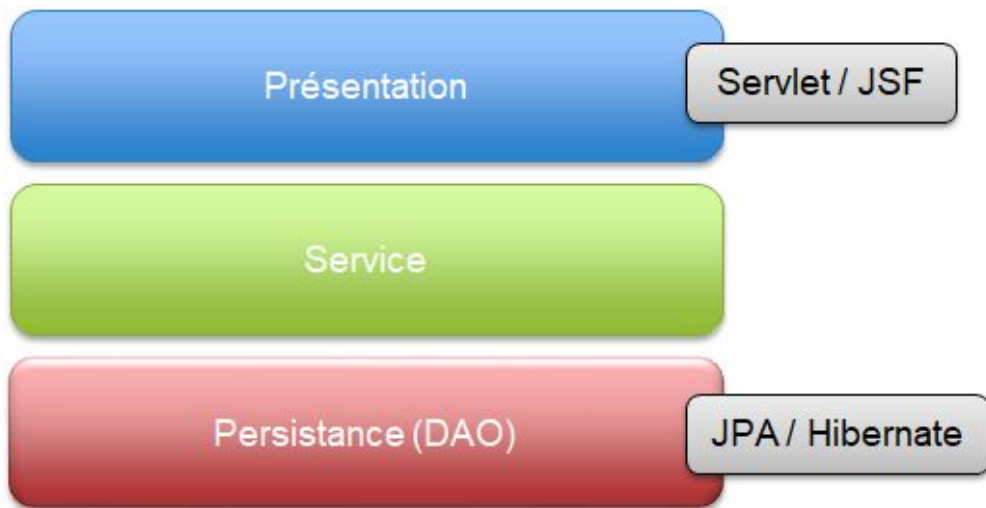 Présentation
Servlet / JSF
Service
Persistance (DAO)
JPA / Hibernate